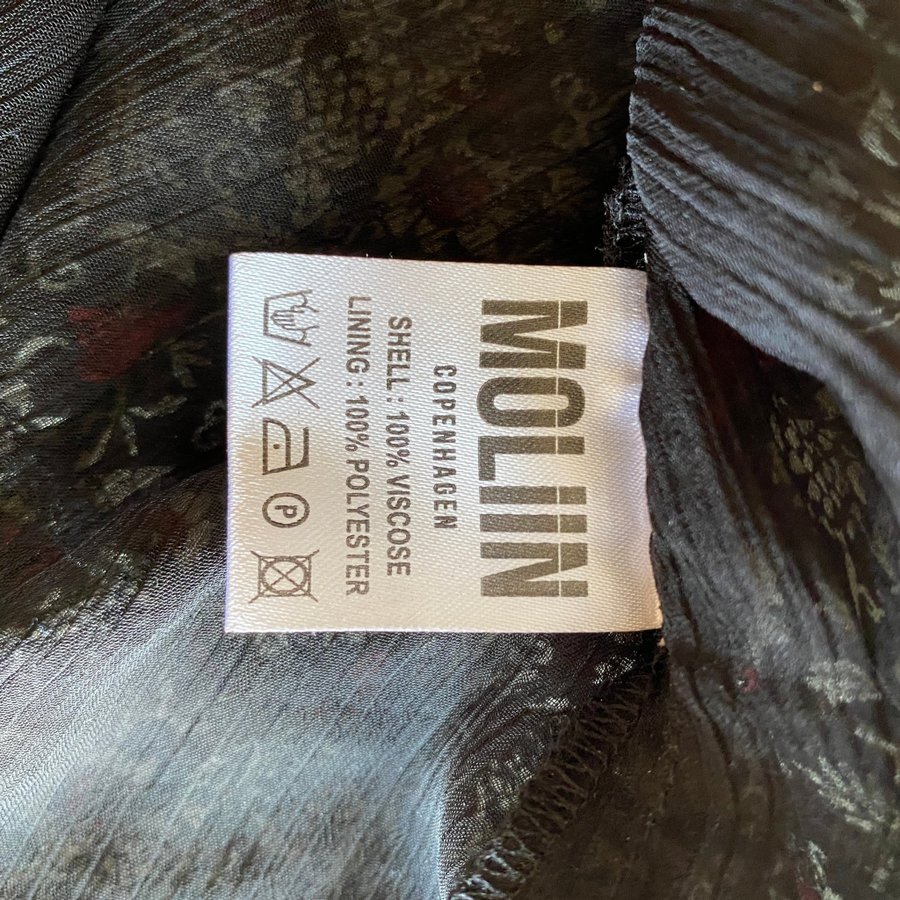 MOLIIN
COPENHAGEN
SHELL : 100% VISCOSE
LINING : 100% POLYESTER
P